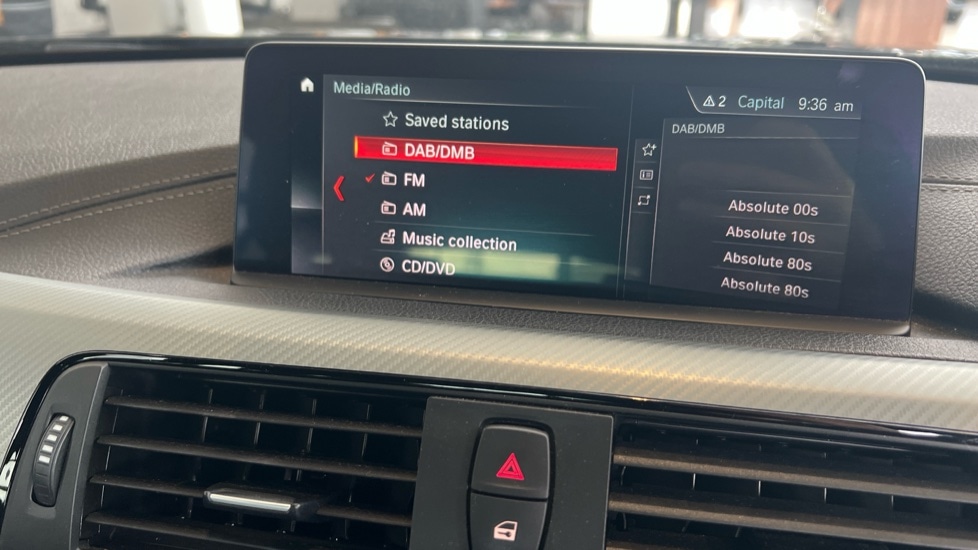 Media/Radio
Saved stations
DAB/DMB
FM
AM
Music collection
CD/DVD
2 Capital 9:36 am
DAB/DMB
Absolute 00s
Absolute 10s
Absolute 80s
Absolute 80s